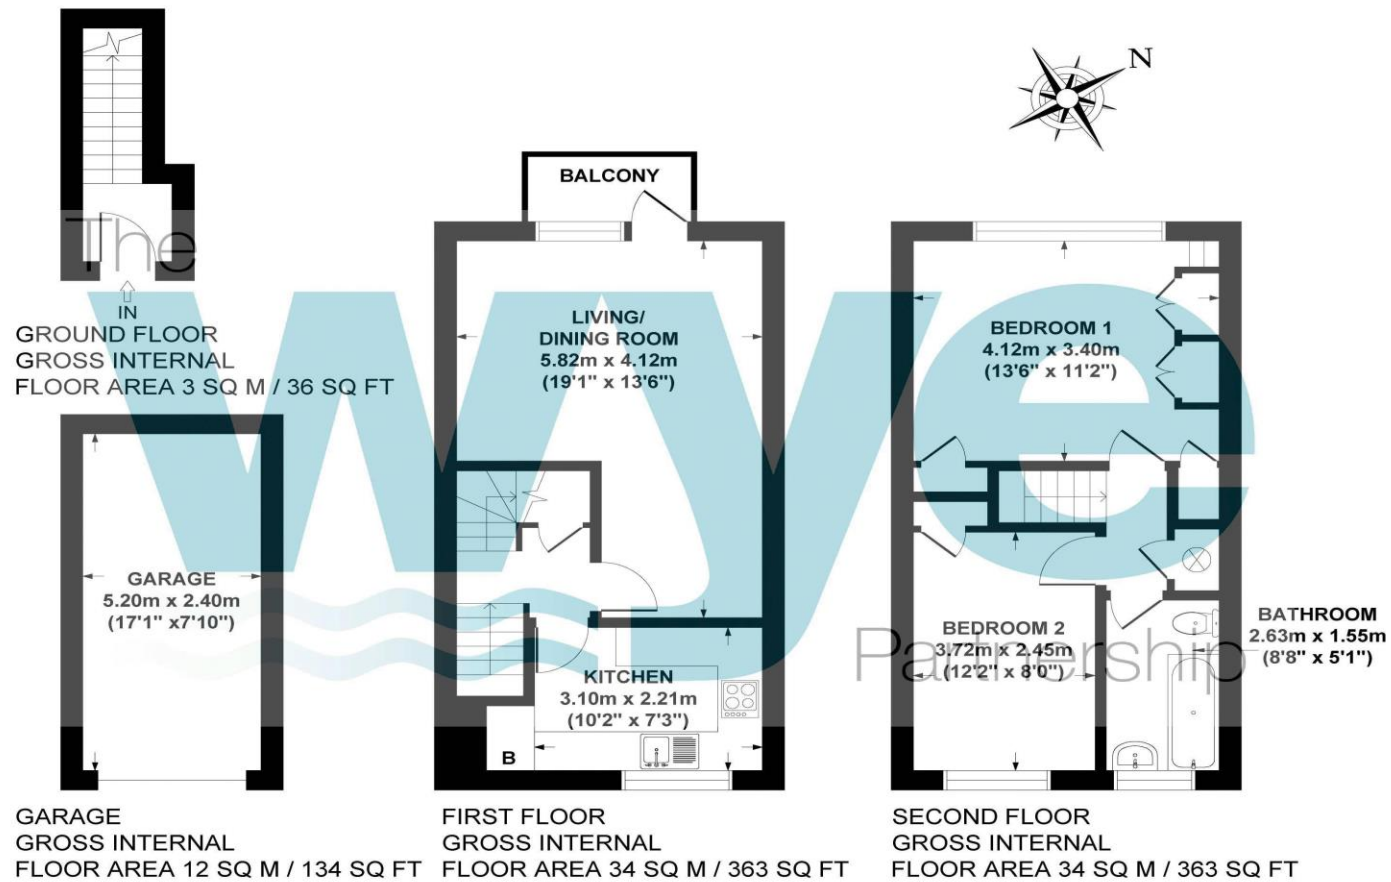 N
BALCONY
The
IN
GROUND FLOOR
GROSS INTERNAL
FLOOR AREA 3 SQ M / 36 SQ FT
wye
LIVING/
DINING ROOM
5.82m x 4.12m
(19'1" x 13'6")
BEDROOM 1
4.12m x 3.40m
(13'6" x 11'2")
GARAGE
5.20m x 2.40m
(17'1" x7'10")
BEDROOM 2
3.72m x 2.45m
(12'2" x 8'0")
Partnership
BATHROOM
2.63m x 1.55m
(8'8" x 5'1")
KITCHEN
3.10m x 2.21m
(10'2" x 7'3")
B
GARAGE
GROSS INTERNAL
FLOOR AREA 12 SQ M / 134 SQ FT
FIRST FLOOR
GROSS INTERNAL
FLOOR AREA 34 SQ M / 363 SQ FT
SECOND FLOOR
GROSS INTERNAL
FLOOR AREA 34 SQ M / 363 SQ FT